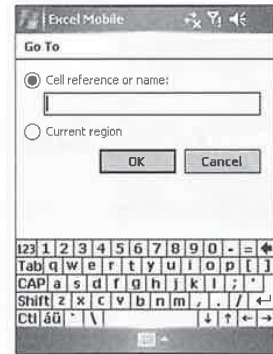 Excel Mobile
Go To
Cell reference or name:
Current region
OK Cancel
123 1 2 3 4 5 6 7 8 9 0 - =
Tab q w e r t y u i o p [ ]
CAP a s d f g h j k l ; '
Shift z x c v b n m , . /
Ctl áü ` \